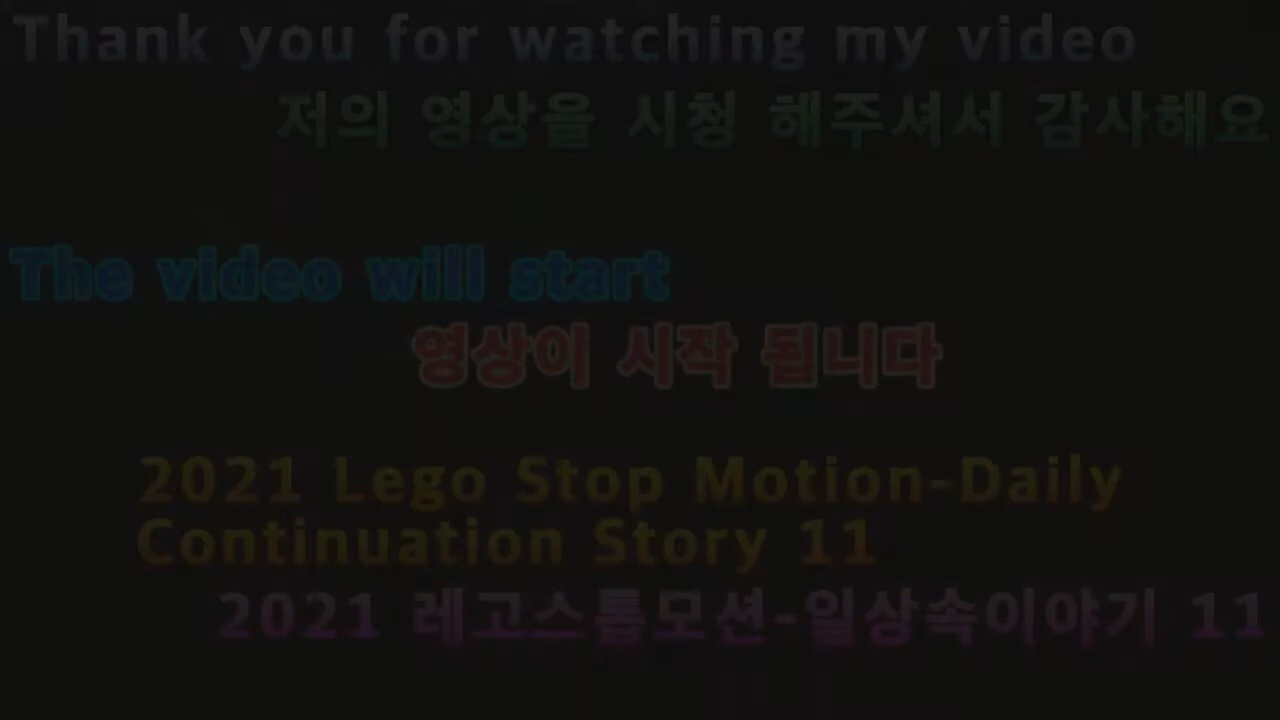 Thank you for watching my video
저의 영상을 시청 해주셔서 감사해요
The video will start
영상이 시작 됩니다
2021 Lego Stop Motion-Daily
Continuation Story 11
2021 레고스톱모션-일상속이야기 11